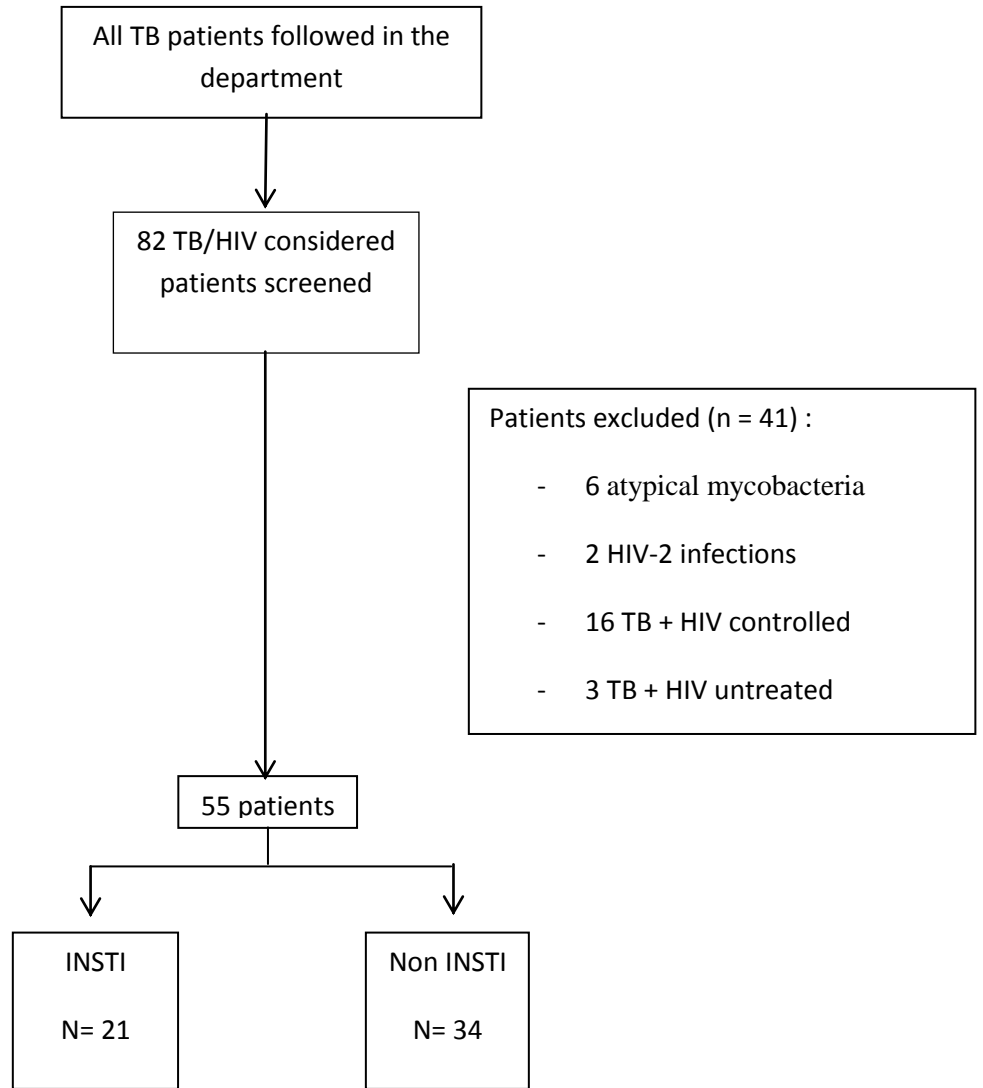 All TB patients followed in the
department
82 TB/HIV considered
patients screened
Patients excluded (n = 41) :
- 6 atypical mycobacteria
- 2 HIV-2 infections
- 16 TB + HIV controlled
- 3 TB + HIV untreated
55 patients
INSTI
N= 21
Non INSTI
N= 34